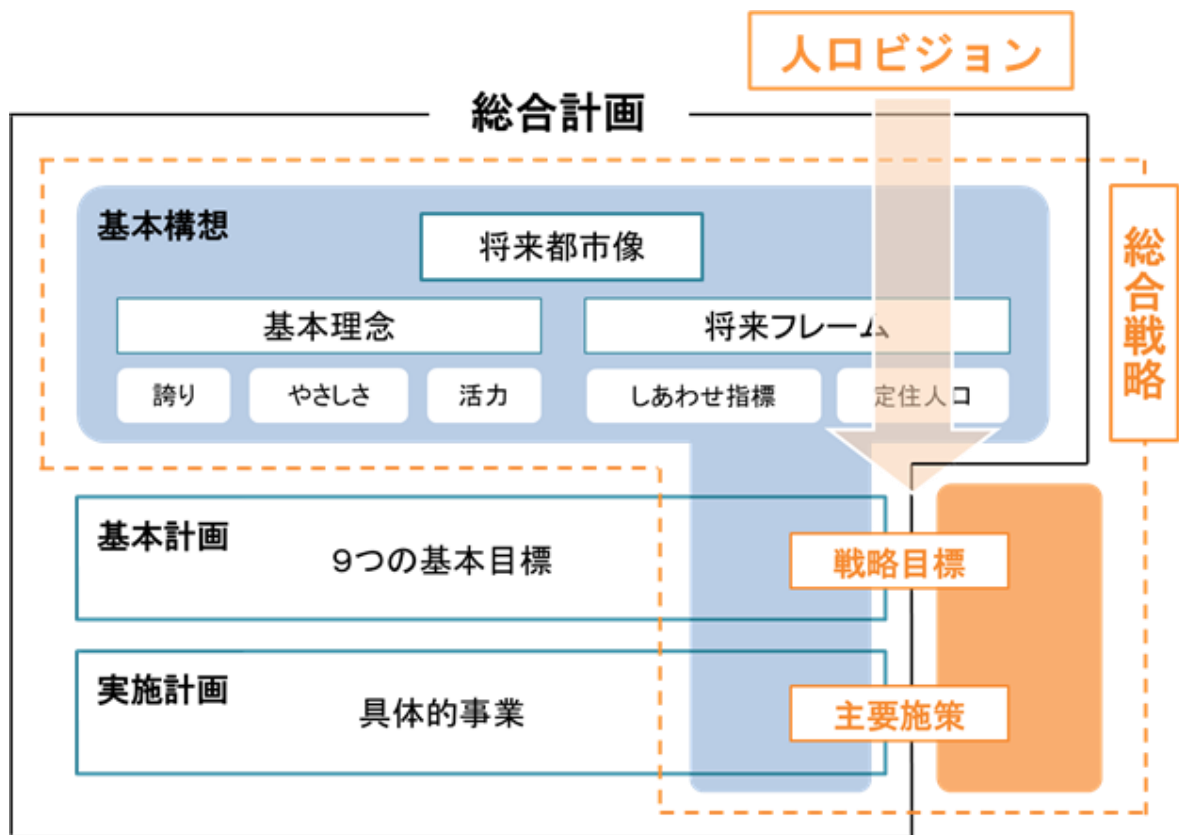 人口ビジョン
総合計画
基本構想
将来都市像
総合戦略
基本理念
将来フレーム
誇り
やさしさ
活力
しあわせ指標
定住人口
基本計画
9つの基本目標
戦略目標
実施計画
具体的事業
主要施策